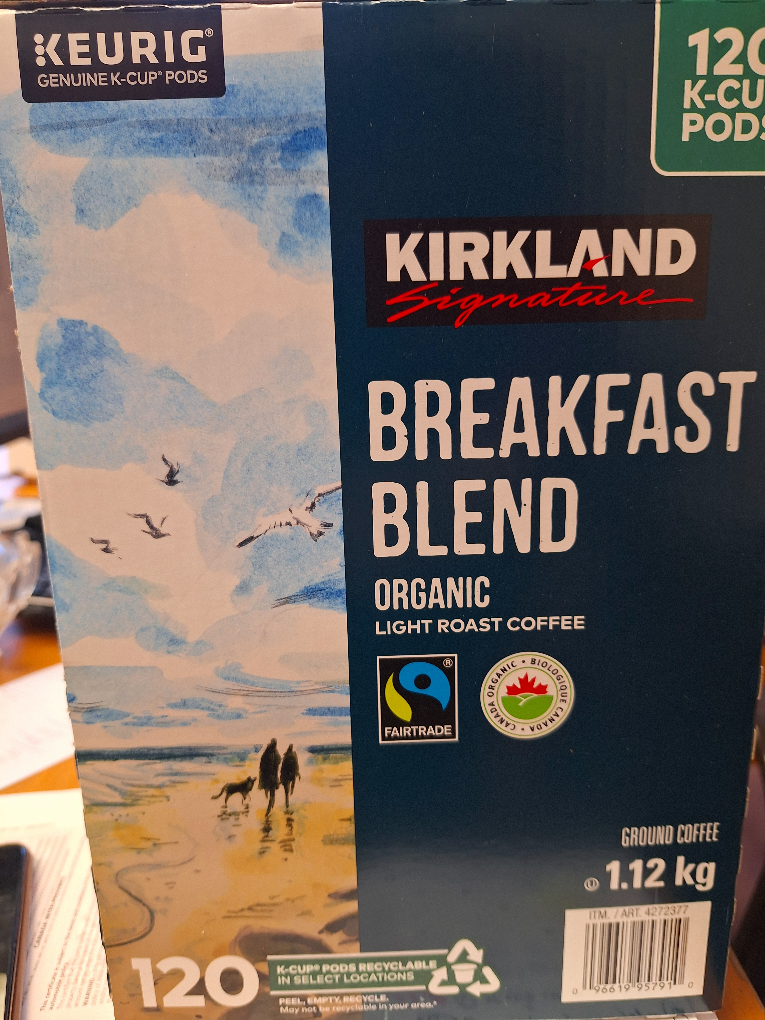 KEURIG®
GENUINE K-CUP® PODS
120
K-CU
PODS
KIRKLAND
Signature
BREAKFAST
BLEND
ORGANIC
LIGHT ROAST COFFEE
®
FAIRTRADE
CANADA ORGANIC • BIOLOGIQUE CANADA •
GROUND COFFEE
1.12 kg
ITM. / ART. 4272377
0 96619 95791 0
120
K-CUP® PODS RECYCLABLE
IN SELECT LOCATIONS
PEEL, EMPTY, RECYCLE.
May not be recyclable in your area.*